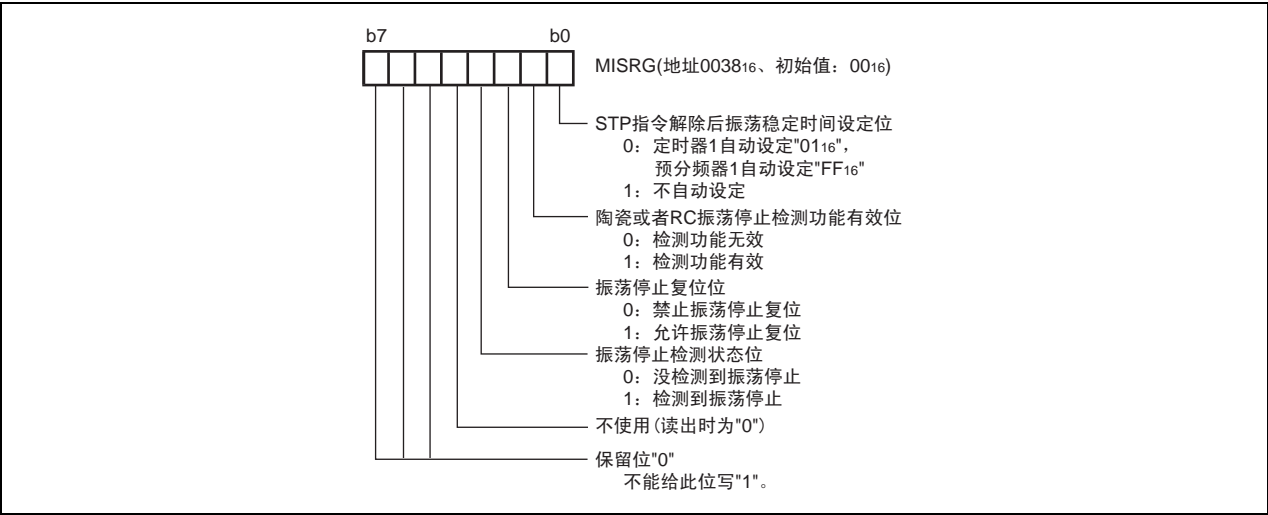 b7 b0
MISRG(地址003816、初始值：0016)
STP指令解除后振荡稳定时间设定位
0：定时器1自动设定"0116"，
预分频器1自动设定"FF16"
1：不自动设定
陶瓷或者RC振荡停止检测功能有效位
0：检测功能无效
1：检测功能有效
振荡停止复位位
0：禁止振荡停止复位
1：允许振荡停止复位
振荡停止检测状态位
0：没检测到振荡停止
1：检测到振荡停止
不使用(读出时为"0")
保留位"0"
不能给此位写"1"。